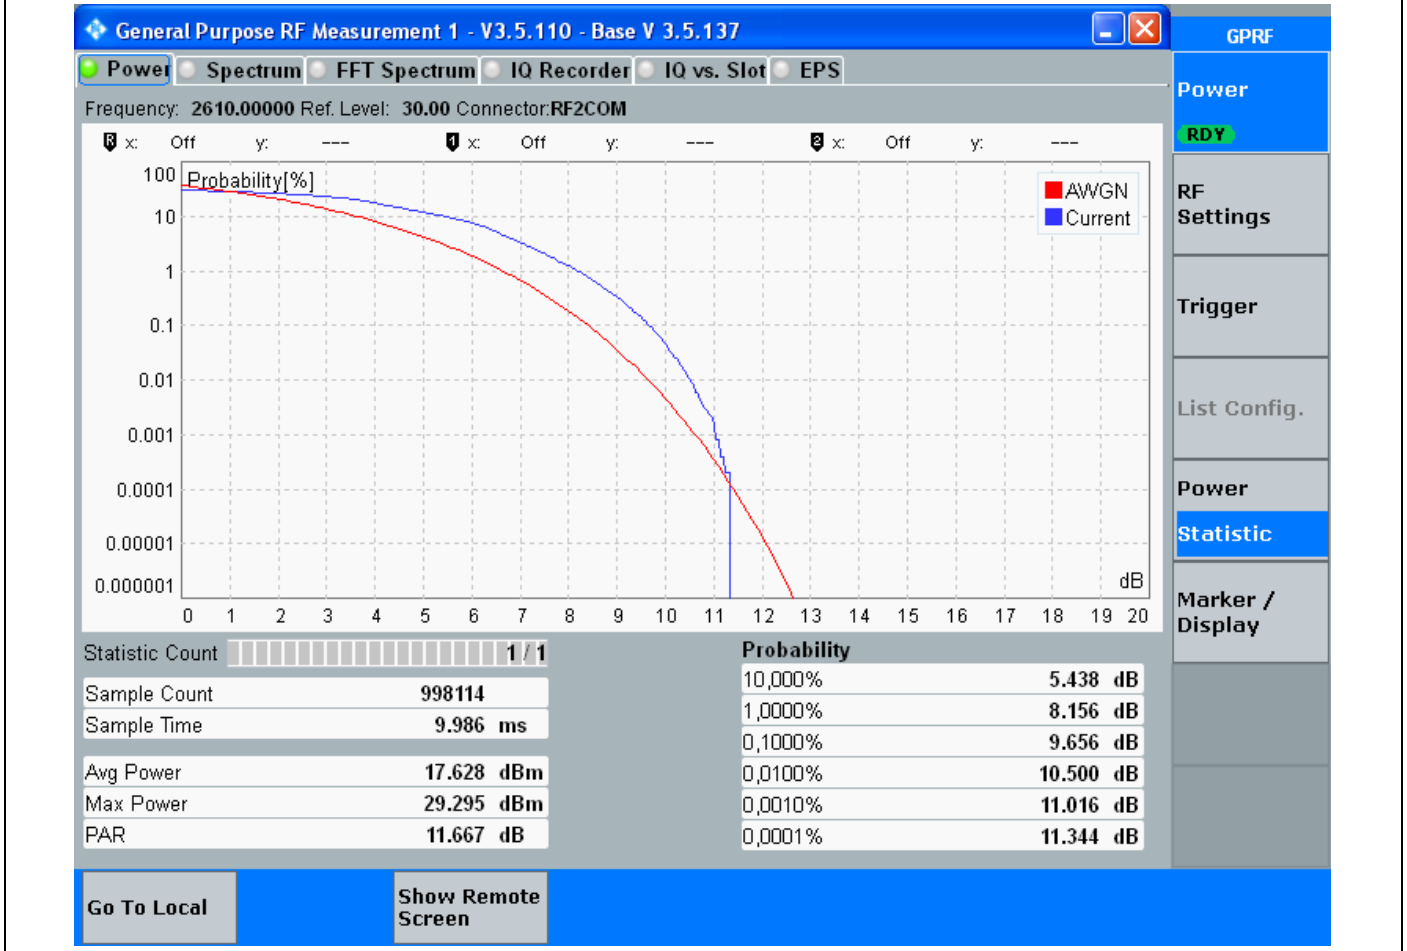 General Purpose RF Measurement 1 - V3.5.110 - Base V 3.5.137
GPRF
Power Spectrum FFT Spectrum IQ Recorder IQ vs. Slot EPS
Frequency: 2610.00000 Ref. Level: 30.00 Connector:RF2COM
R x: Off y: --- 1 x: Off y: --- 2 x: Off y: ---
Probability[%]
100
10
1
0.1
0.01
0.001
0.0001
0.00001
0.000001
AWGN
Current
dB
0 1 2 3 4 5 6 7 8 9 10 11 12 13 14 15 16 17 18 19 20
Statistic Count 1 / 1
Sample Count 998114
Sample Time 9.986 ms
Avg Power 17.628 dBm
Max Power 29.295 dBm
PAR 11.667 dB
Probability
10,000% 5.438 dB
1,0000% 8.156 dB
0,1000% 9.656 dB
0,0100% 10.500 dB
0,0010% 11.016 dB
0,0001% 11.344 dB
Power
RDY
RF
Settings
Trigger
List Config.
Power
Statistic
Marker /
Display
Go To Local
Show Remote
Screen